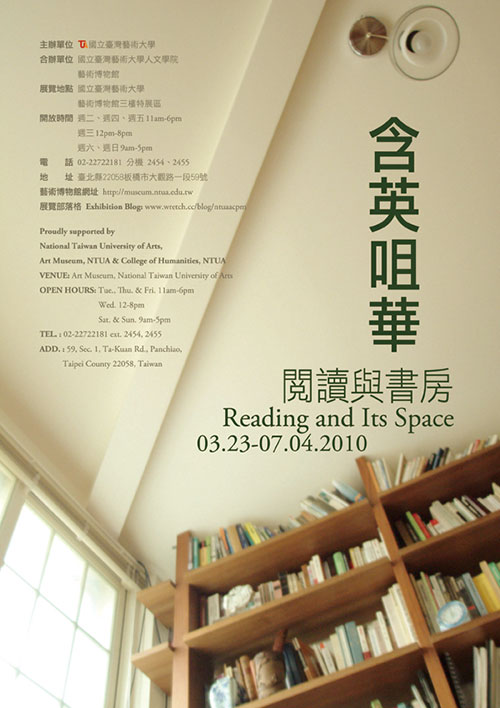 主辦單位 國立臺灣藝術大學
合辦單位 國立臺灣藝術大學人文學院
藝術博物館
展覽地點 國立臺灣藝術大學
藝術博物館三樓特展區
開放時間 週二、週四、週五 11am-6pm
週三 12pm-8pm
週六、週日 9am-5pm
電 話 02-22722181 分機 2454、2455
地 址 臺北縣22058板橋市大觀路一段59號
藝術博物館網址 http://museum.ntua.edu.tw
展覽部落格 Exhibition Blog: www.wretch.cc/blog/ntuaacpm
Proudly supported by
National Taiwan University of Arts,
Art Museum, NTUA & College of Humanities, NTUA
VENUE: Art Museum, National Taiwan University of Arts
OPEN HOURS: Tue., Thu. & Fri. 11am-6pm
Wed. 12-8pm
Sat. & Sun. 9am-5pm
TEL. : 02-22722181 ext. 2454, 2455
ADD. : 59, Sec. 1, Ta-Kuan Rd., Panchiao,
Taipei County 22058, Taiwan
含英咀華
閱讀與書房
Reading and Its Space
03.23-07.04.2010